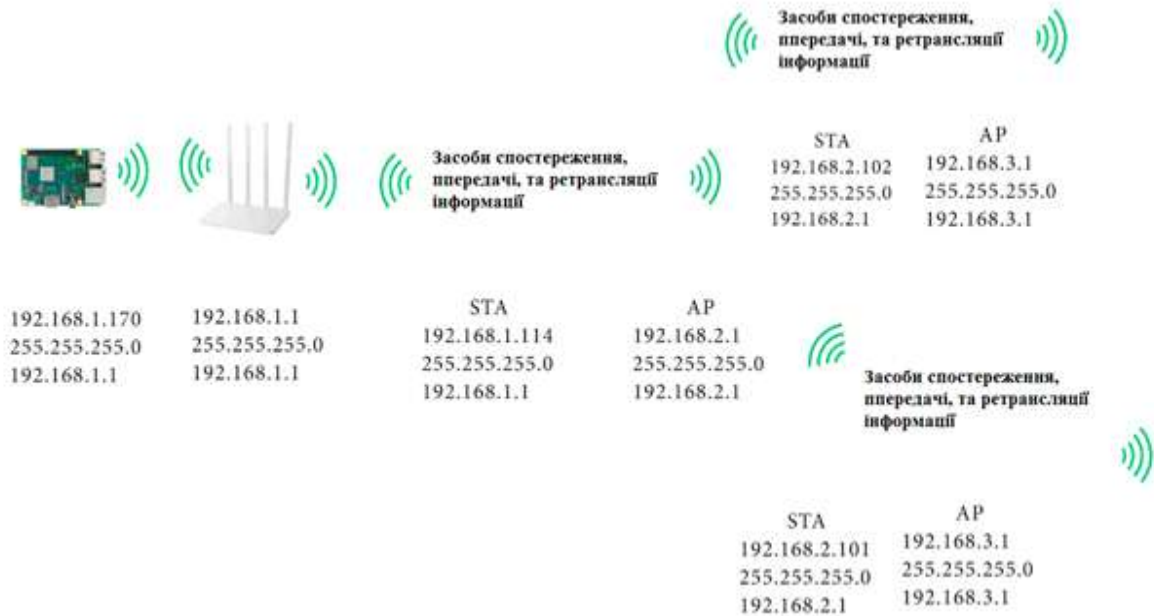 Засоби спостереження,
ппередачі, та ретрансляції
інформації
STA
192.168.2.102
255.255.255.0
192.168.2.1
AP
192.168.3.1
255.255.255.0
192.168.3.1
Засоби спостереження,
ппередачі, та ретрансляції
інформації
192.168.1.170
255.255.255.0
192.168.1.1
192.168.1.1
255.255.255.0
192.168.1.1
STA
192.168.1.114
255.255.255.0
192.168.1.1
AP
192.168.2.1
255.255.255.0
192.168.2.1
Засоби спостереження,
ппередачі, та ретрансляції
інформації
STA
192.168.2.101
255.255.255.0
192.168.2.1
AP
192.168.3.1
255.255.255.0
192.168.3.1